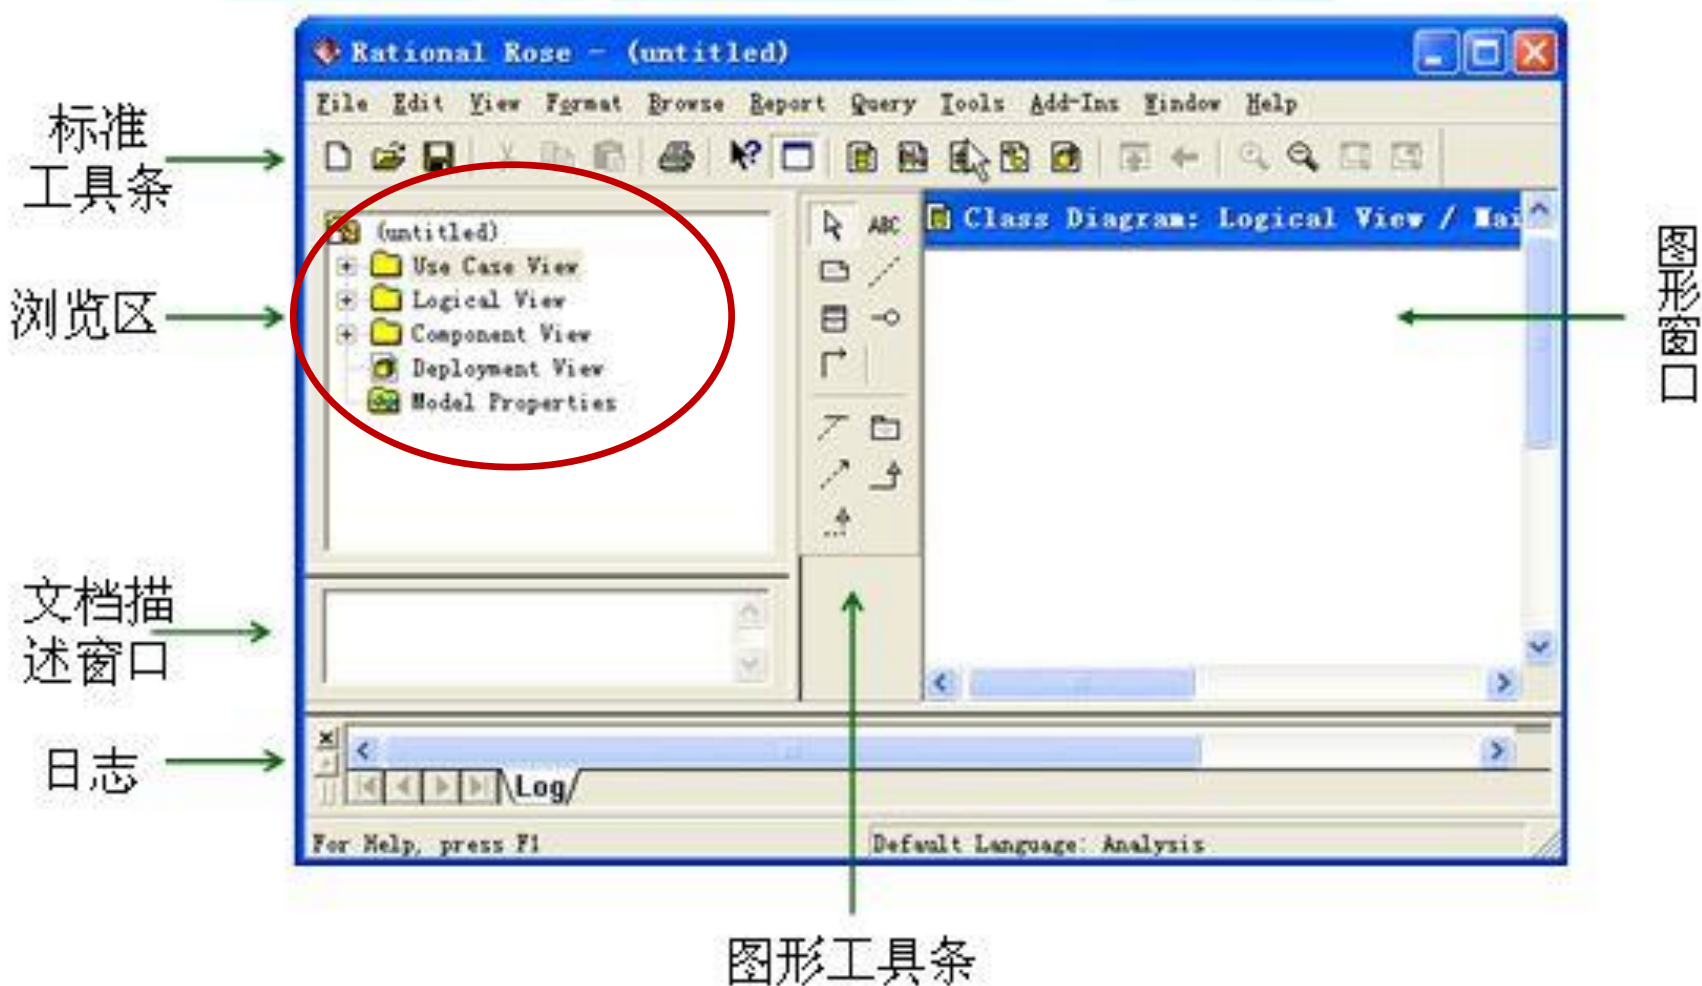 Rational Rose - (untitled)
File Edit View Format Browse Report Query Tools Add-Ins Window Help
标准
工具条
浏览区
文档描
述窗口
日志
(untitled)
Use Case View
Logical View
Component View
Deployment View
Model Properties
ABC
Class Diagram: Logical View / Mai
图形窗口
Log
For Help, press F1
Default Language: Analysis
图形工具条